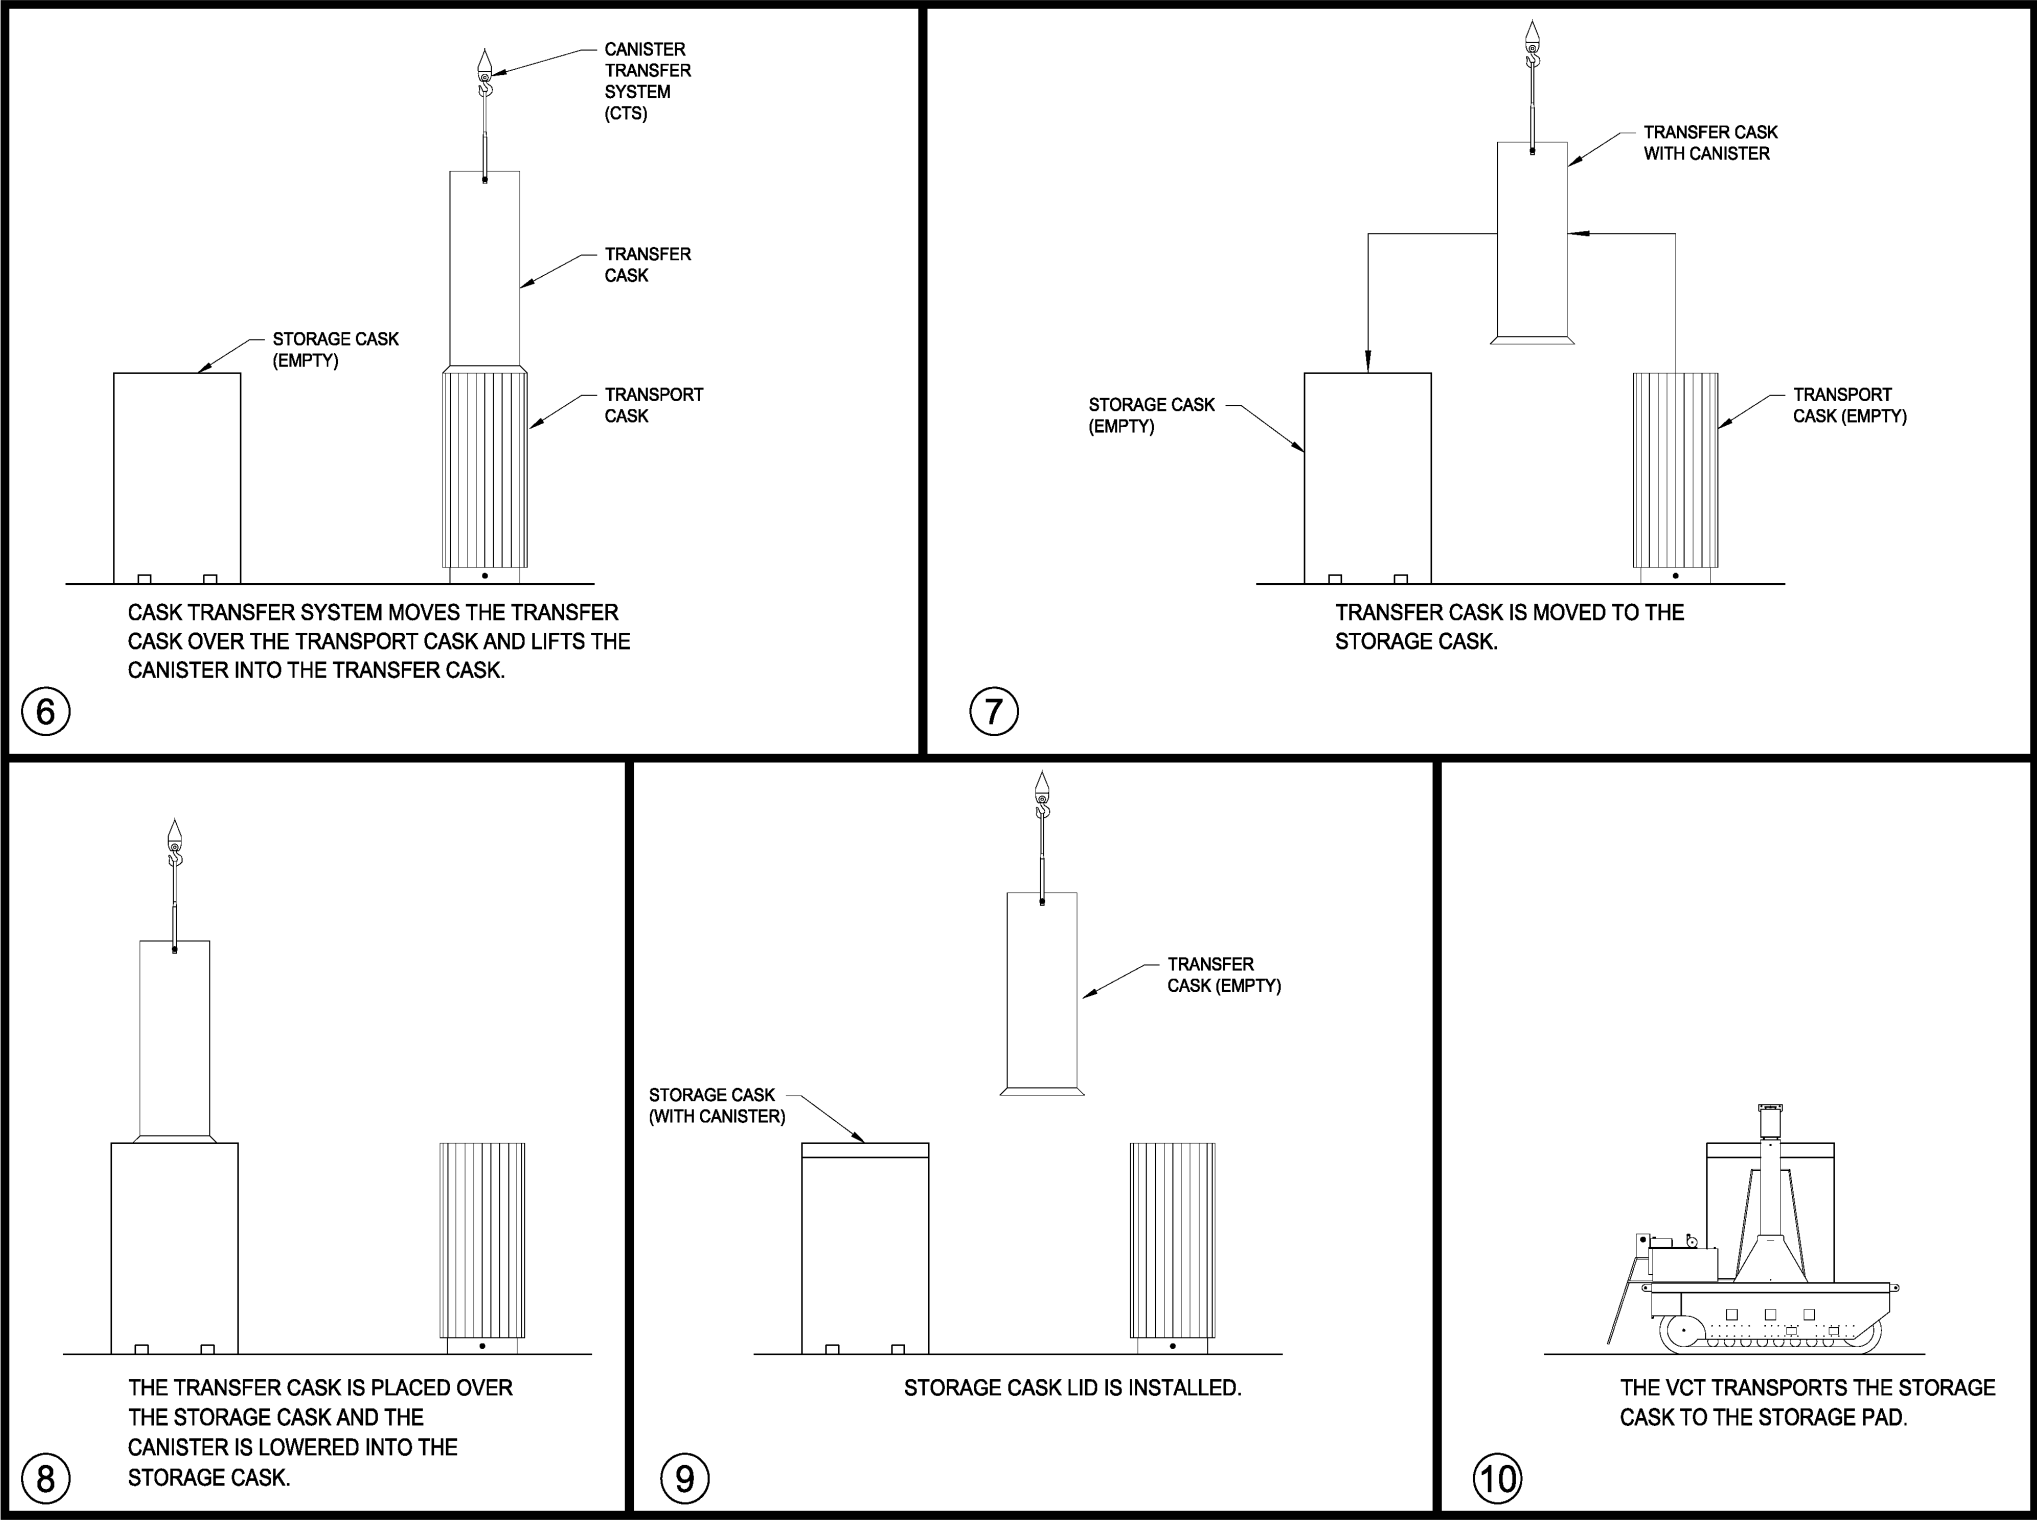 CANISTER
TRANSFER
SYSTEM
(CTS)
TRANSFER
CASK
STORAGE CASK
(EMPTY)
TRANSPORT
CASK
CASK TRANSFER SYSTEM MOVES THE TRANSFER
CASK OVER THE TRANSPORT CASK AND LIFTS THE
CANISTER INTO THE TRANSFER CASK.
6
TRANSFER CASK
WITH CANISTER
STORAGE CASK
(EMPTY)
TRANSPORT
CASK (EMPTY)
TRANSFER CASK IS MOVED TO THE
STORAGE CASK.
7
THE TRANSFER CASK IS PLACED OVER
THE STORAGE CASK AND THE
CANISTER IS LOWERED INTO THE
STORAGE CASK.
8
TRANSFER
CASK (EMPTY)
STORAGE CASK
(WITH CANISTER)
STORAGE CASK LID IS INSTALLED.
9
THE VCT TRANSPORTS THE STORAGE
CASK TO THE STORAGE PAD.
10